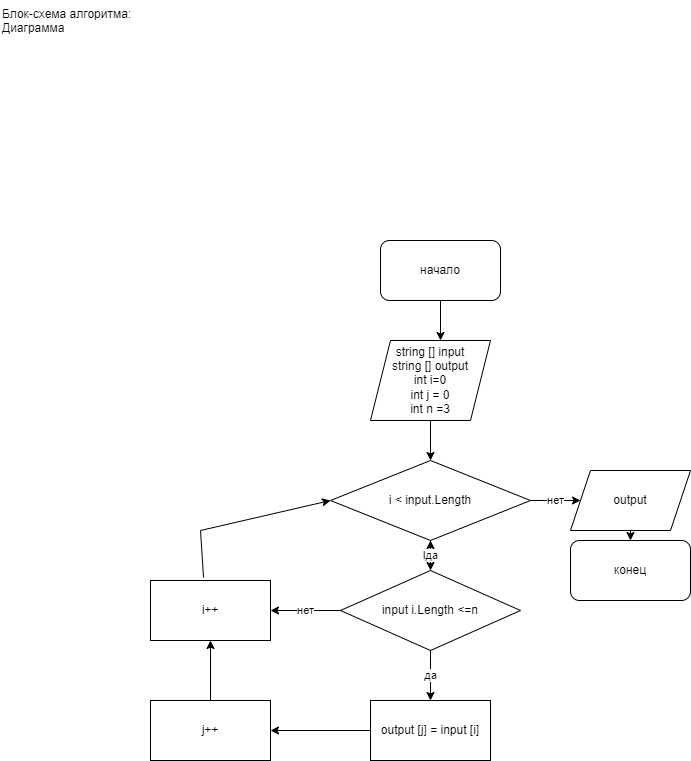 Блок-схема алгоритма:
Диаграмма
начало
string [] input
string [] output
int i=0
int j = 0
int n =3
i < input.Length
нет
output
да
конец
i++
нет
input i.Length <=n
да
j++
output [j] = input [i]